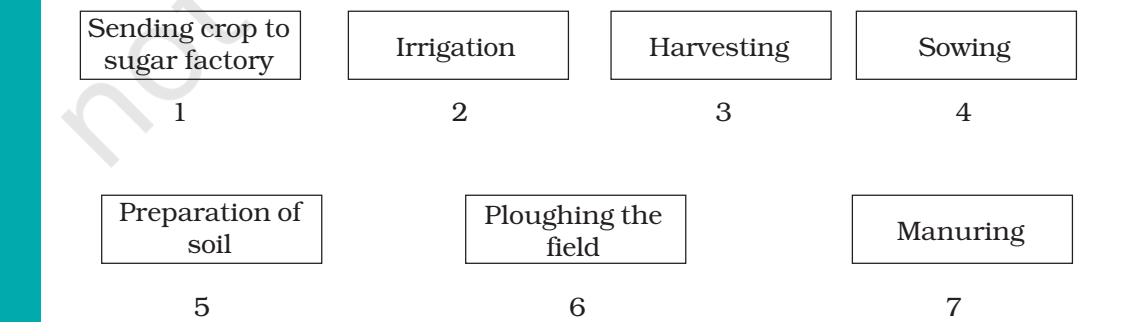 Sending crop to
sugar factory
Irrigation
Harvesting
Sowing
1
2
3
4
Preparation of
soil
Ploughing the
field
Manuring
5
6
7
not